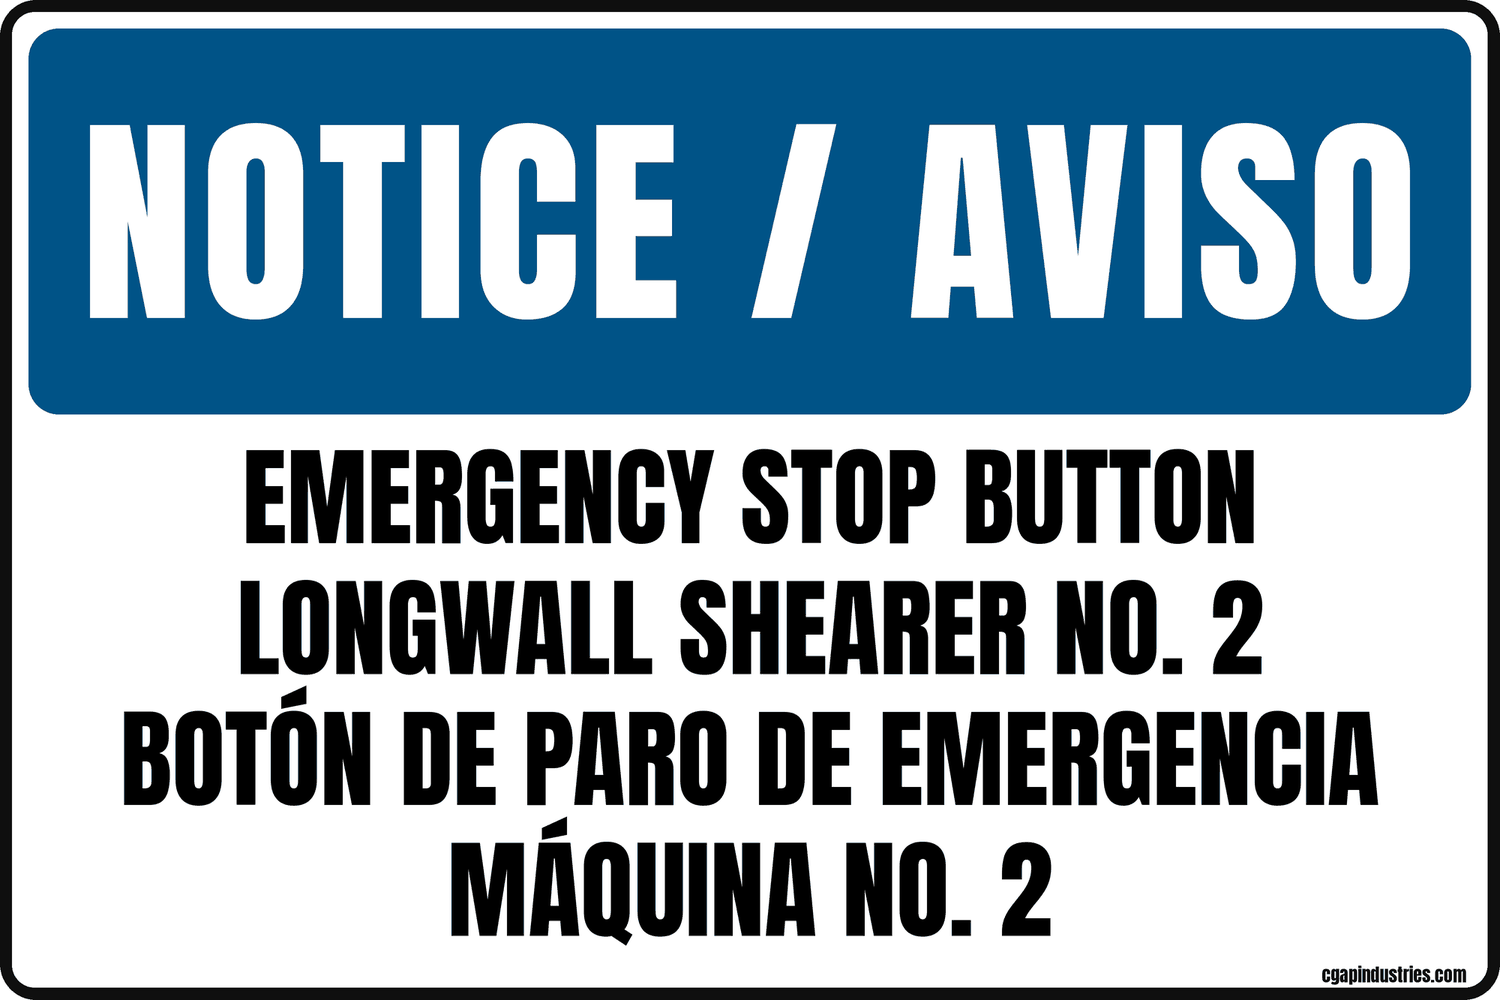 NOTICE / AVISO
EMERGENCY STOP BUTTON
LONGWALL SHEARER NO. 2
BOTÓN DE PARO DE EMERGENCIA
MÁQUINA NO. 2
cgapindustries.com